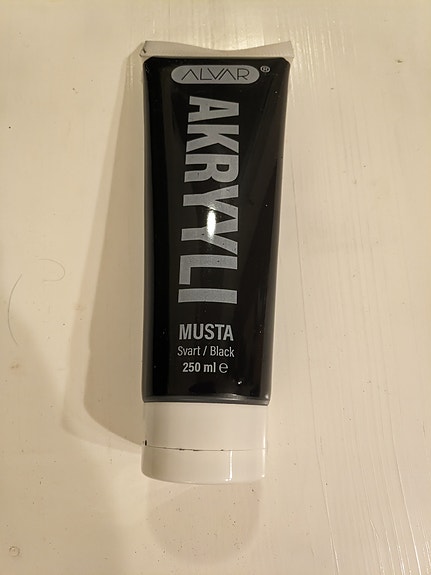 ALVAR®
AKRYYLI
MUSTA
Svart / Black
250 ml ℮